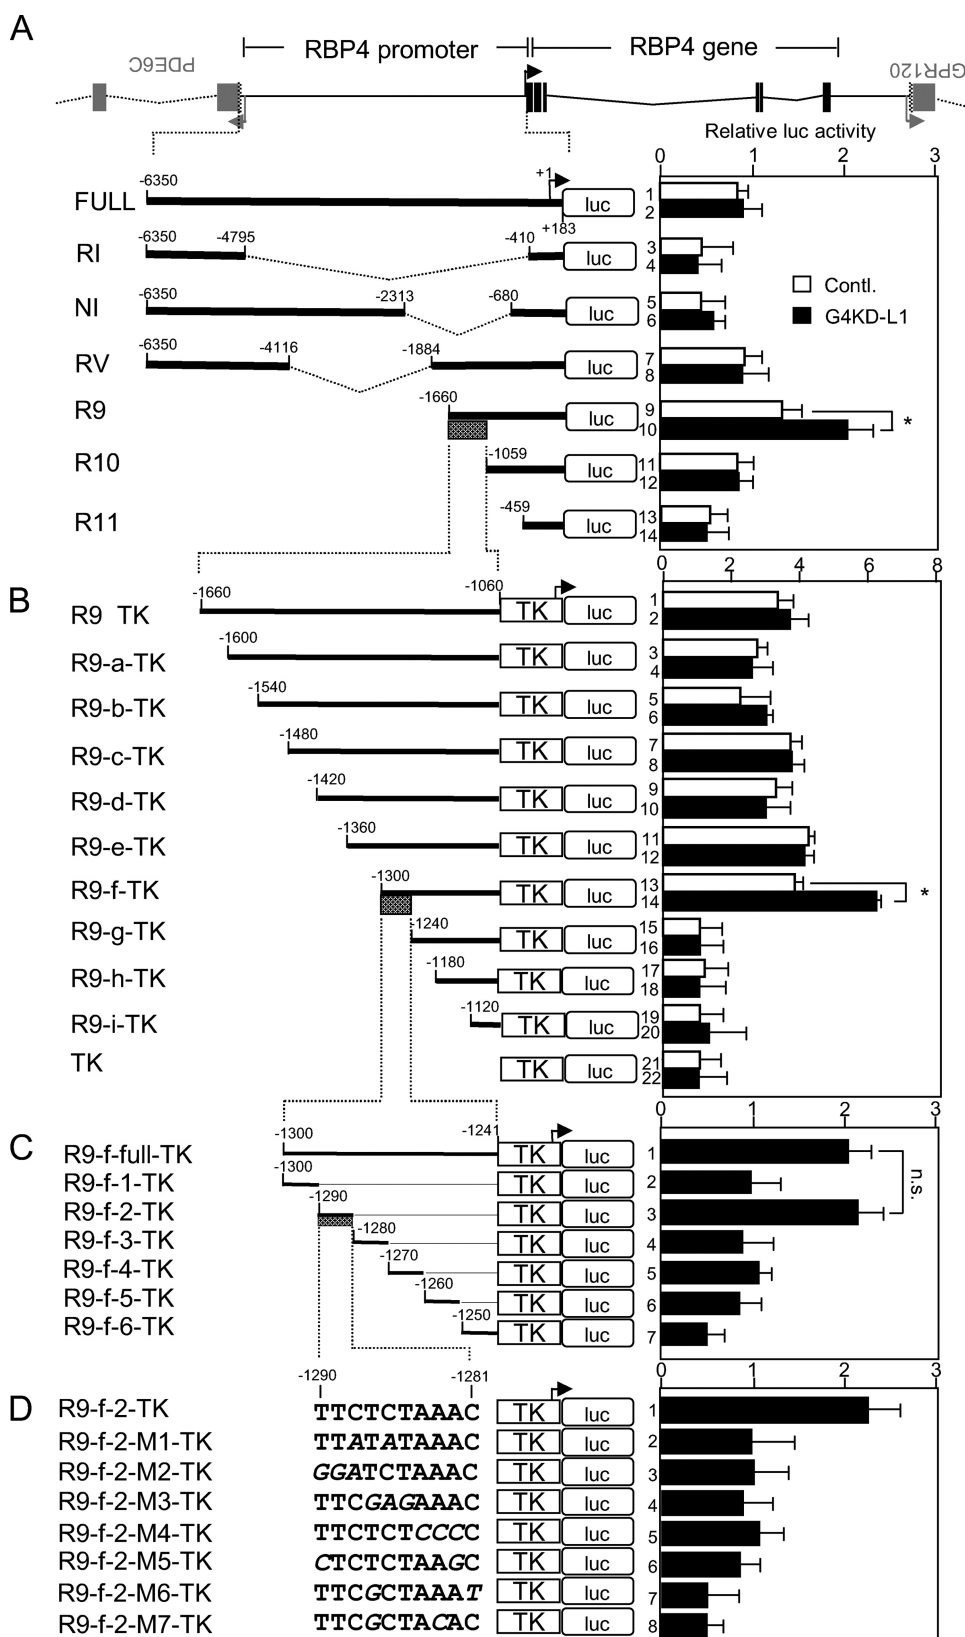 A
RBP4 promoter
RBP4 gene
PDE6C
GPR120
Relative luc activity
0 1 2 3
FULL -6350 +1 +183 luc 1 2
RI -6350 -4795 -410 luc 3 4
Contl.
G4KD-L1
NI -6350 -2313 -680 luc 5 6
RV -6350 -4116 -1884 luc 7 8
R9 -1660 luc 9 10 *
R10 -1059 luc 11 12
R11 -459 luc 13 14
0 2 4 6 8
B
R9 TK -1660 -1060 TK luc 1 2
R9-a-TK -1600 TK luc 3 4
R9-b-TK -1540 TK luc 5 6
R9-c-TK -1480 TK luc 7 8
R9-d-TK -1420 TK luc 9 10
R9-e-TK -1360 TK luc 11 12
R9-f-TK -1300 TK luc 13 14 *
R9-g-TK -1240 TK luc 15 16
R9-h-TK -1180 TK luc 17 18
R9-i-TK -1120 TK luc 19 20
TK TK luc 21 22
0 1 2 3
C
R9-f-full-TK -1300 -1241 TK luc 1
R9-f-1-TK -1300 TK luc 2
n.s.
R9-f-2-TK -1290 TK luc 3
R9-f-3-TK -1280 TK luc 4
R9-f-4-TK -1270 TK luc 5
R9-f-5-TK -1260 TK luc 6
R9-f-6-TK -1250 TK luc 7
0 1 2 3
-1290 -1281
D
R9-f-2-TK TTCTCTAAAC TK luc 1
R9-f-2-M1-TK TTATATAAAC TK luc 2
R9-f-2-M2-TK GGATCTAAAC TK luc 3
R9-f-2-M3-TK TTCGAGAAAC TK luc 4
R9-f-2-M4-TK TTCTCTCCCC TK luc 5
R9-f-2-M5-TK CTCTCTAAGC TK luc 6
R9-f-2-M6-TK TTCGCTAAAT TK luc 7
R9-f-2-M7-TK TTCGCTACAC TK luc 8